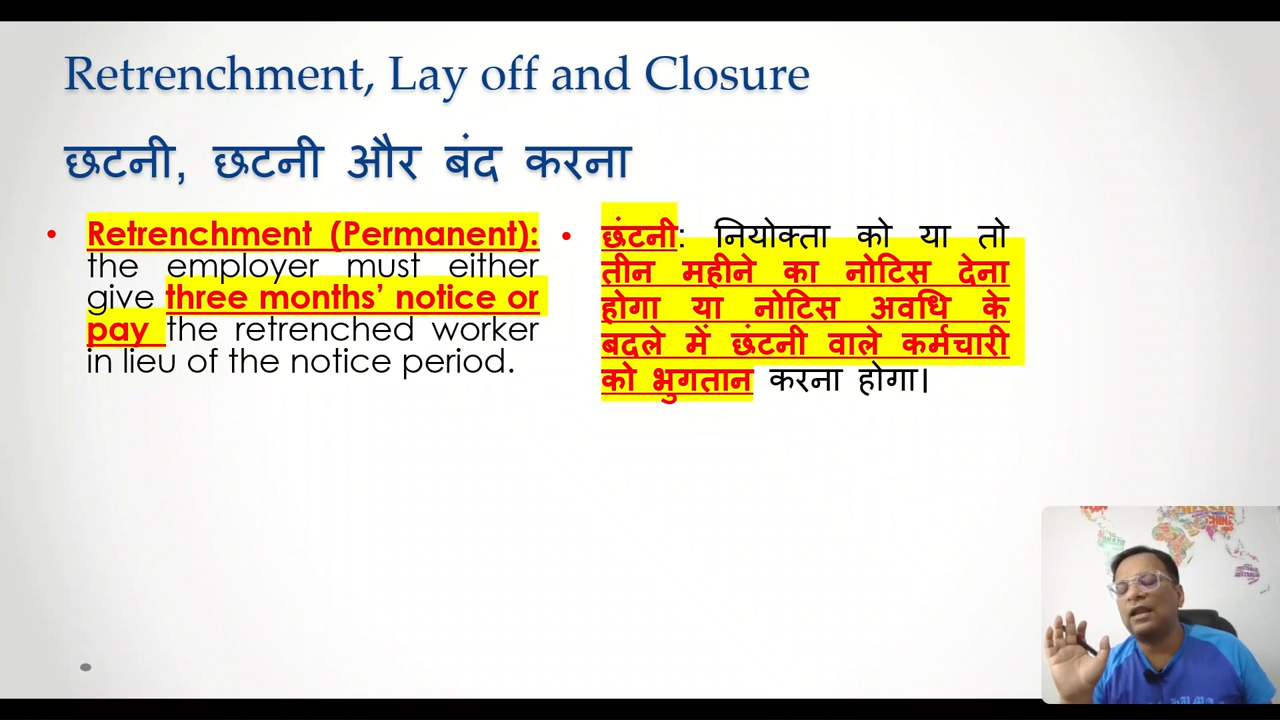 Retrenchment, Lay off and Closure
छटनी, छटनी और बंद करना
• Retrenchment (Permanent):
the employer must either
give three months’ notice or
pay the retrenched worker
in lieu of the notice period.
• छंटनी: नियोक्ता को या तो
तीन महीने का नोटिस देना
होगा या नोटिस अवधि के
बदले में छंटनी वाले कर्मचारी
को भुगतान करना होगा।